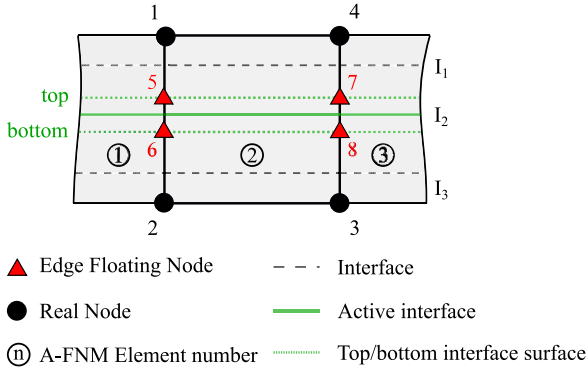 1 4
I1
5 7
top
I2
bottom
6 8
1 2 3
I3
2 3
Edge Floating Node
Interface
Real Node
Active interface
n A-FNM Element number
Top/bottom interface surface